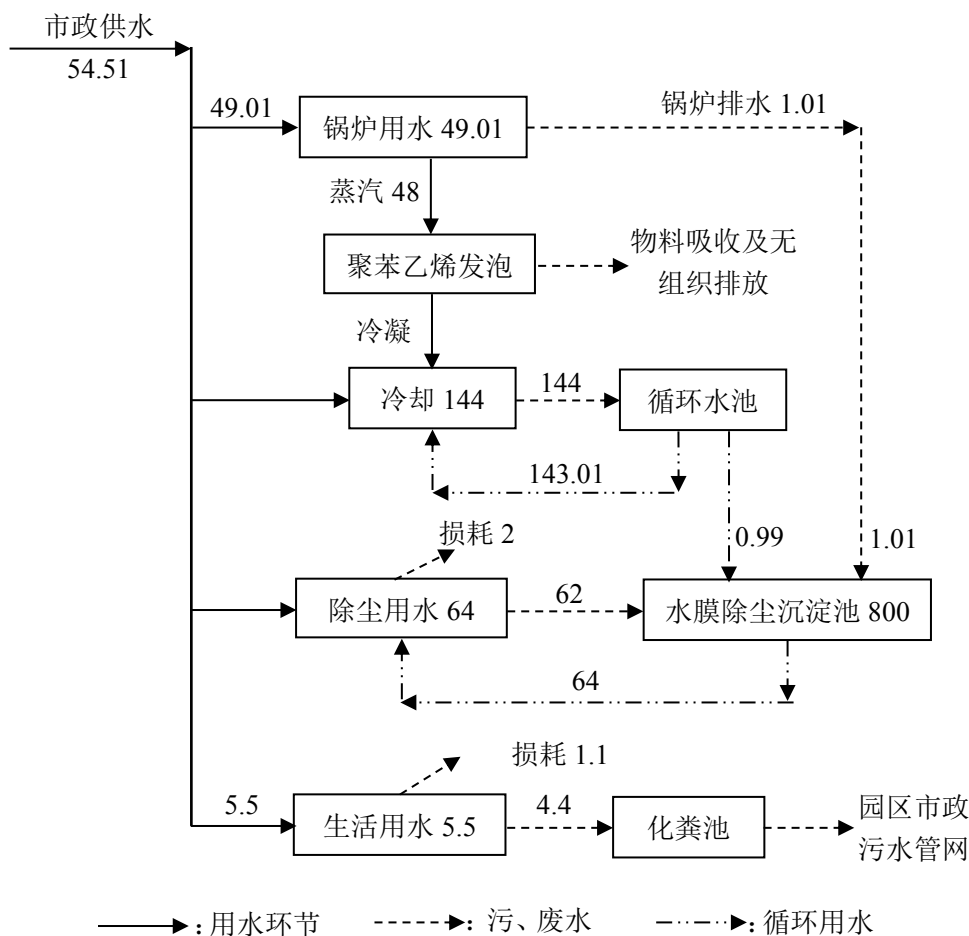 市政供水
54.51
49.01
锅炉用水 49.01
锅炉排水 1.01
蒸汽 48
聚苯乙烯发泡
物料吸收及无
组织排放
冷凝
冷却 144
144
循环水池
143.01
0.99
1.01
损耗 2
除尘用水 64
62
水膜除尘沉淀池 800
64
损耗 1.1
5.5
生活用水 5.5
4.4
化粪池
园区市政
污水管网
：用水环节
：污、废水
：循环用水